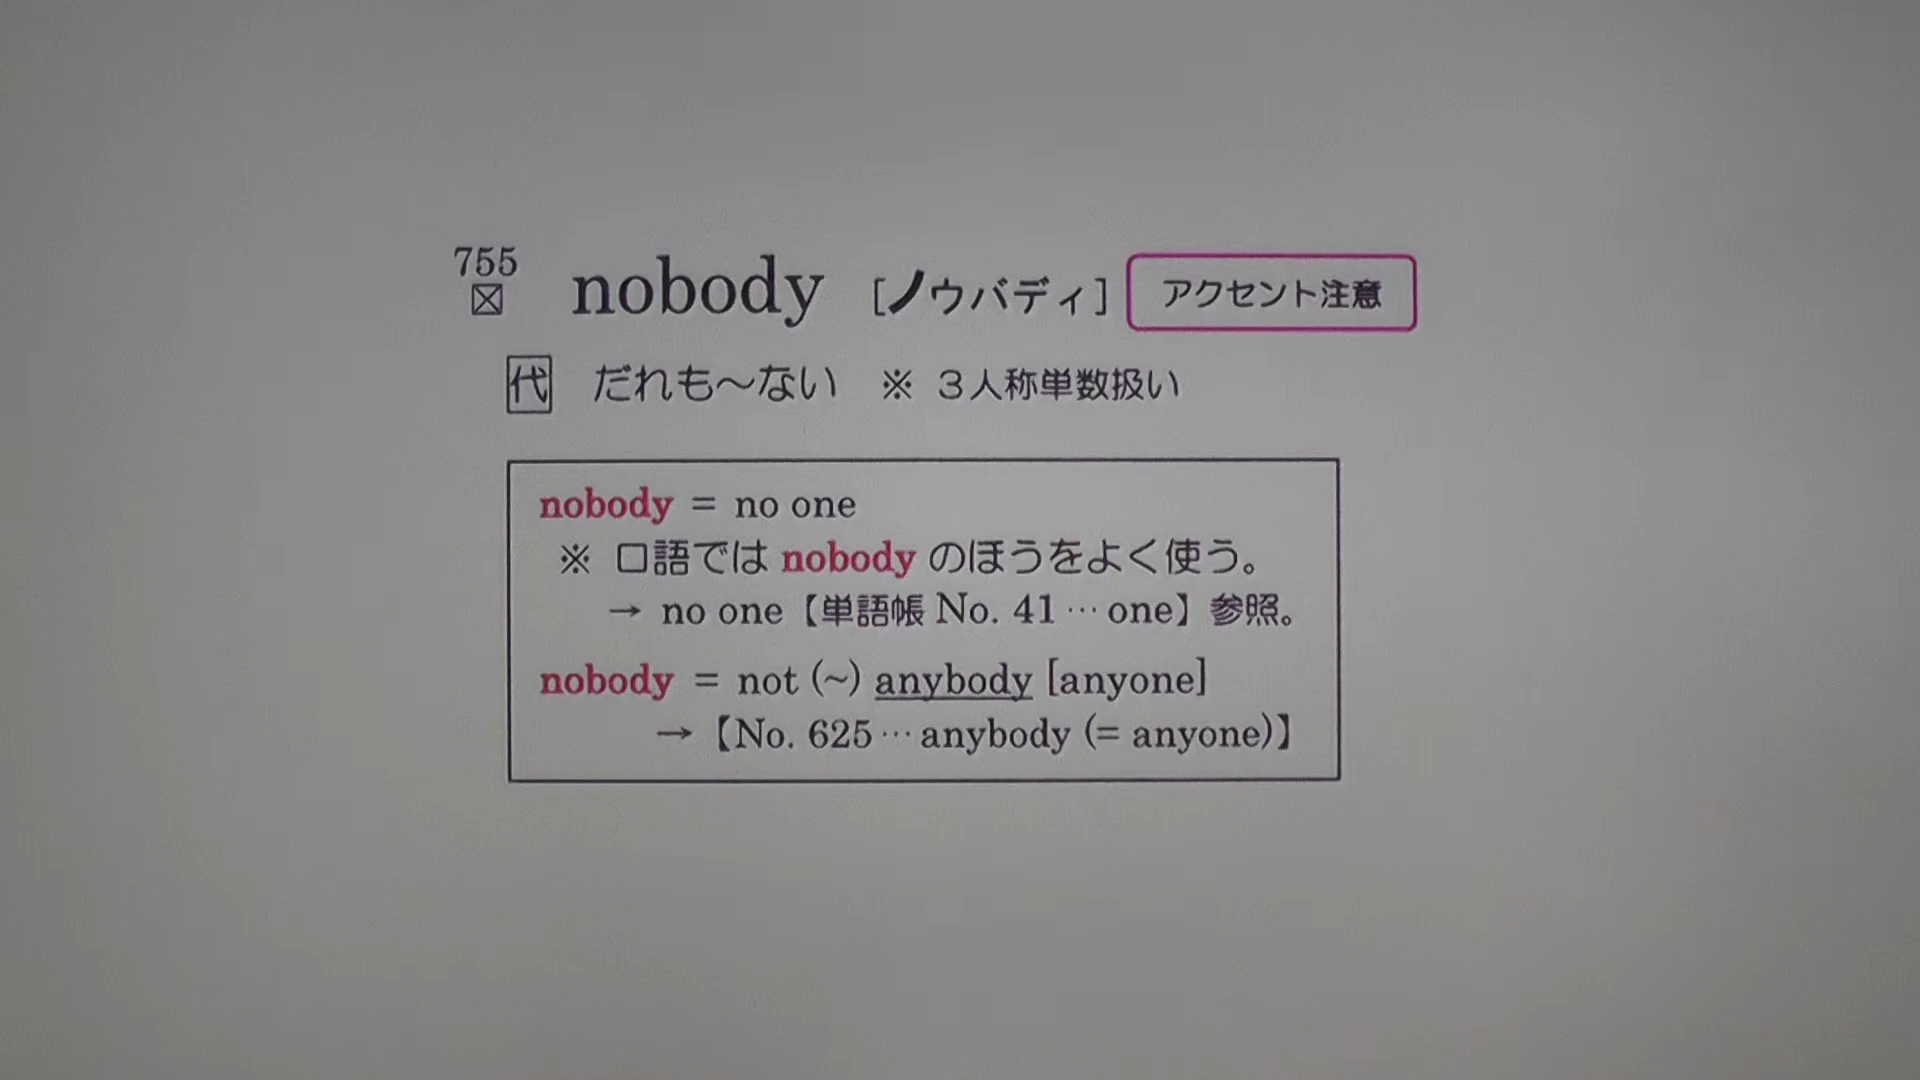 755
☒ nobody [ノウバディ] アクセント注意
代 だれも〜ない ※ 3人称単数扱い
nobody = no one
※ 口語では nobody のほうをよく使う。
→ no one【単語帳 No. 41 … one】参照。
nobody = not (~) anybody [anyone]
→【No. 625 … anybody (= anyone)】